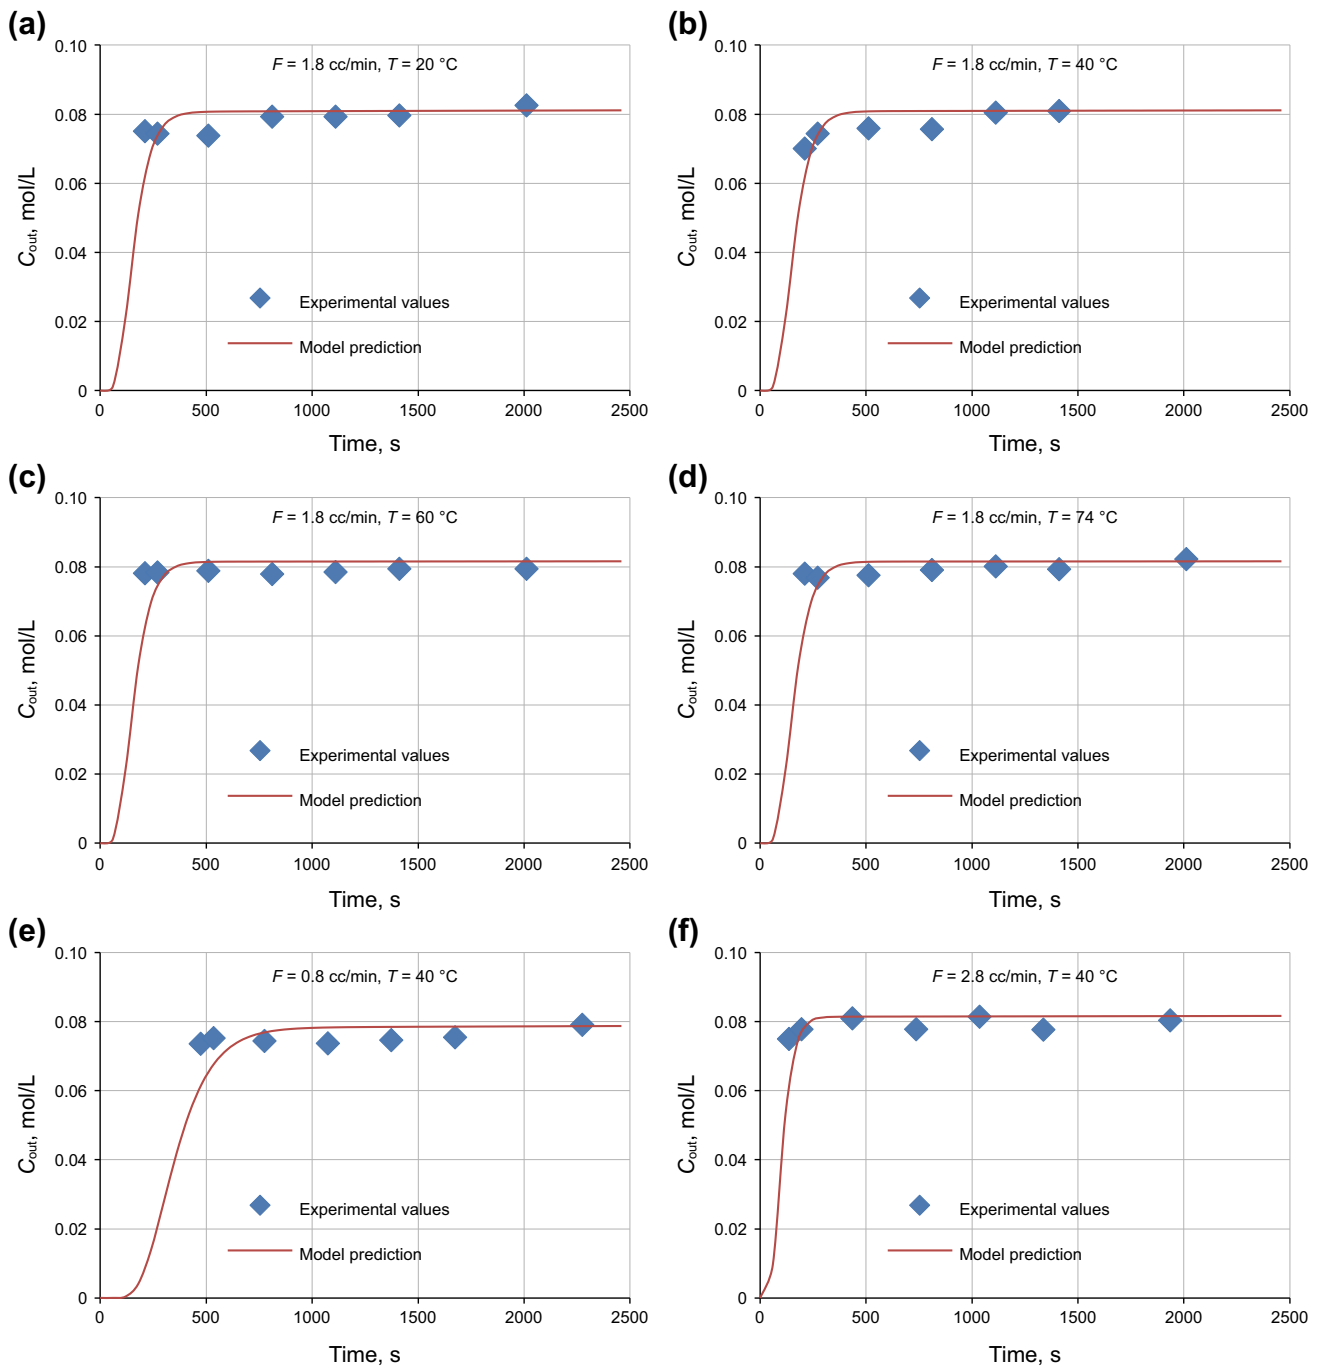 (a)
F = 1.8 cc/min, T = 20 °C
0.10
0.08
0.06
0.04
0.02
0
C_out, mol/L
Experimental values
Model prediction
0 500 1000 1500 2000 2500
Time, s
(b)
F = 1.8 cc/min, T = 40 °C
0.10
0.08
0.06
0.04
0.02
0
C_out, mol/L
Experimental values
Model prediction
0 500 1000 1500 2000 2500
Time, s
(c)
F = 1.8 cc/min, T = 60 °C
0.10
0.08
0.06
0.04
0.02
0
C_out, mol/L
Experimental values
Model prediction
0 500 1000 1500 2000 2500
Time, s
(d)
F = 1.8 cc/min, T = 74 °C
0.10
0.08
0.06
0.04
0.02
0
C_out, mol/L
Experimental values
Model prediction
0 500 1000 1500 2000 2500
Time, s
(e)
F = 0.8 cc/min, T = 40 °C
0.10
0.08
0.06
0.04
0.02
0
C_out, mol/L
Experimental values
Model prediction
0 500 1000 1500 2000 2500
Time, s
(f)
F = 2.8 cc/min, T = 40 °C
0.10
0.08
0.06
0.04
0.02
0
C_out, mol/L
Experimental values
Model prediction
0 500 1000 1500 2000 2500
Time, s